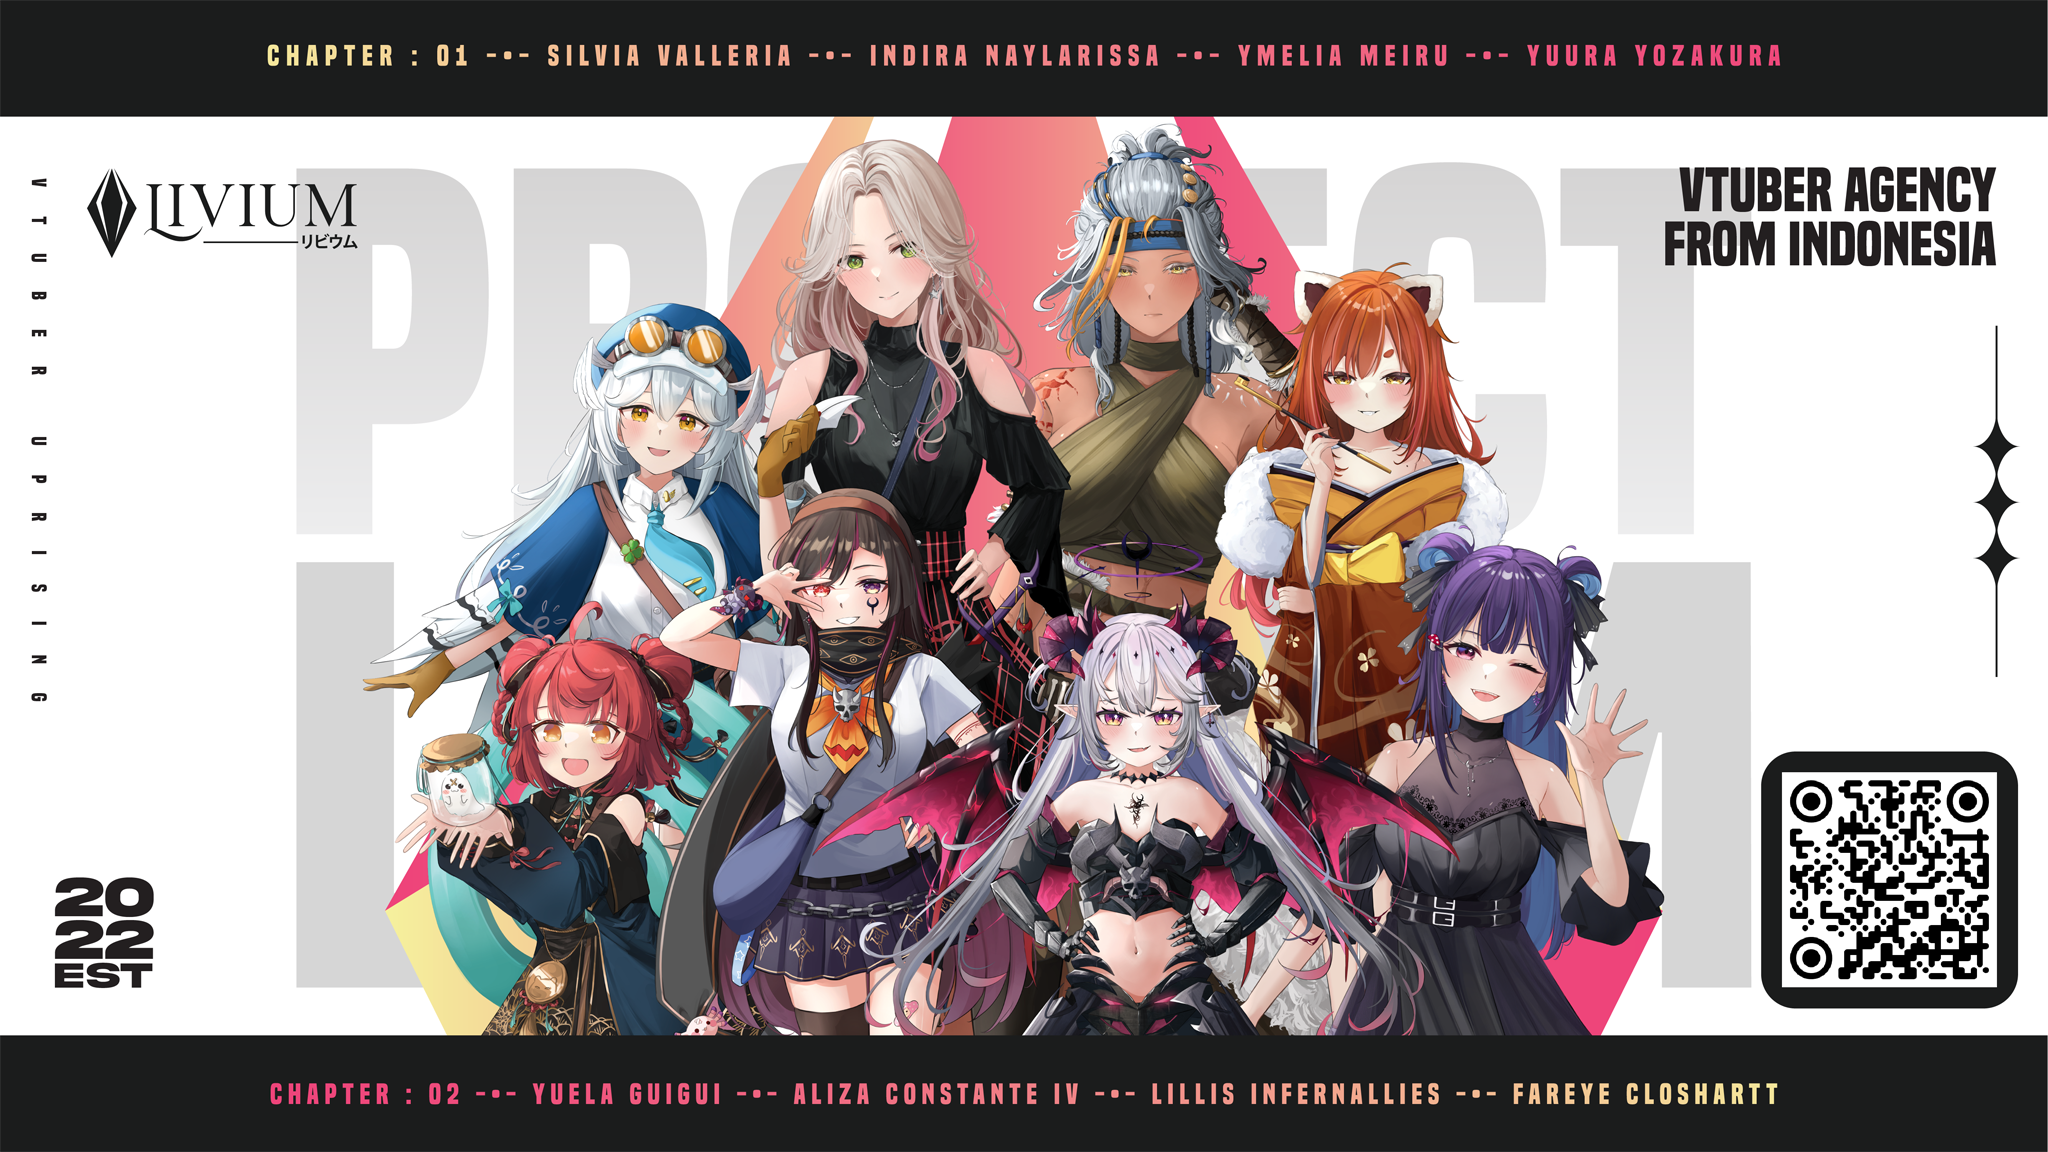 CHAPTER : 01 -•- SILVIA VALLERIA -•- INDIRA NAYLARISSA -•- YMELIA MEIRU -•- YUURA YOZAKURA
VTUBER UPRISING
LIVIUM
リビウム
PROJECT
VTUBER AGENCY
FROM INDONESIA
20
22
EST
CHAPTER : 02 -•- YUELA GUIGUI -•- ALIZA CONSTANTE IV -•- LILLIS INFERNALLIES -•- FAREYE CLOSHARTT